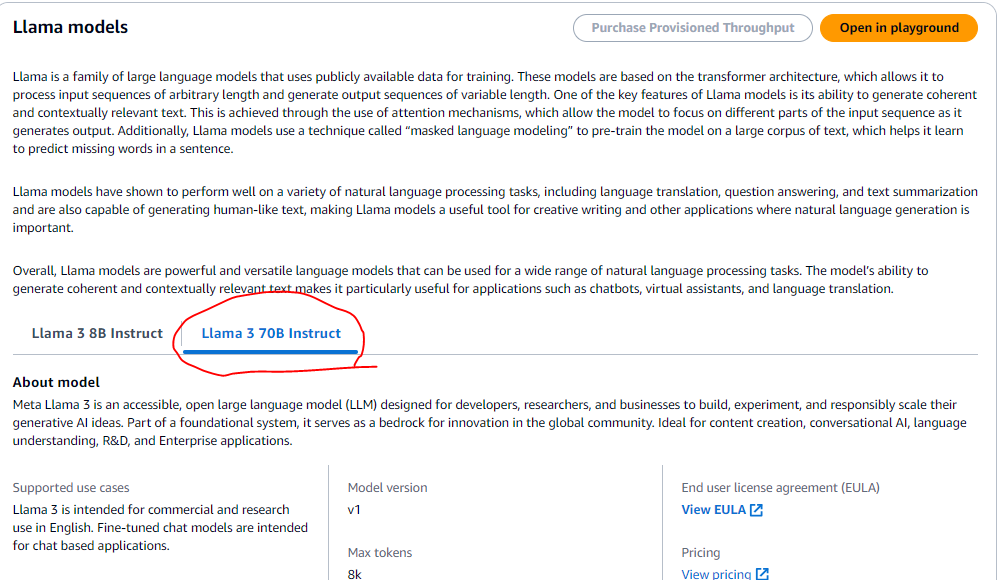 Llama models
Purchase Provisioned Throughput
Open in playground
Llama is a family of large language models that uses publicly available data for training. These models are based on the transformer architecture, which allows it to
process input sequences of arbitrary length and generate output sequences of variable length. One of the key features of Llama models is its ability to generate coherent
and contextually relevant text. This is achieved through the use of attention mechanisms, which allow the model to focus on different parts of the input sequence as it
generates output. Additionally, Llama models use a technique called “masked language modeling” to pre-train the model on a large corpus of text, which helps it learn
to predict missing words in a sentence.
Llama models have shown to perform well on a variety of natural language processing tasks, including language translation, question answering, and text summarization
and are also capable of generating human-like text, making Llama models a useful tool for creative writing and other applications where natural language generation is
important.
Overall, Llama models are powerful and versatile language models that can be used for a wide range of natural language processing tasks. The model’s ability to
generate coherent and contextually relevant text makes it particularly useful for applications such as chatbots, virtual assistants, and language translation.
Llama 3 8B Instruct
Llama 3 70B Instruct
About model
Meta Llama 3 is an accessible, open large language model (LLM) designed for developers, researchers, and businesses to build, experiment, and responsibly scale their
generative AI ideas. Part of a foundational system, it serves as a bedrock for innovation in the global community. Ideal for content creation, conversational AI, language
understanding, R&D, and Enterprise applications.
Supported use cases
Llama 3 is intended for commercial and research
use in English. Fine-tuned chat models are intended
for chat based applications.
Model version
v1
Max tokens
8k
End user license agreement (EULA)
View EULA
Pricing
View pricing